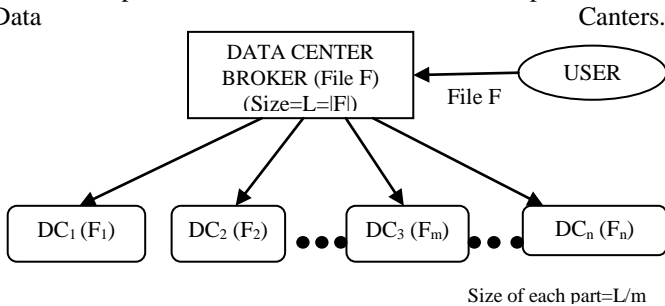 Data Canters.
DATA CENTER
BROKER (File F)
(Size=L=|F|)
USER
File F
DC₁ (F₁) DC₂ (F₂) DC₃ (Fₘ) DCₙ (Fₙ)
Size of each part=L/m